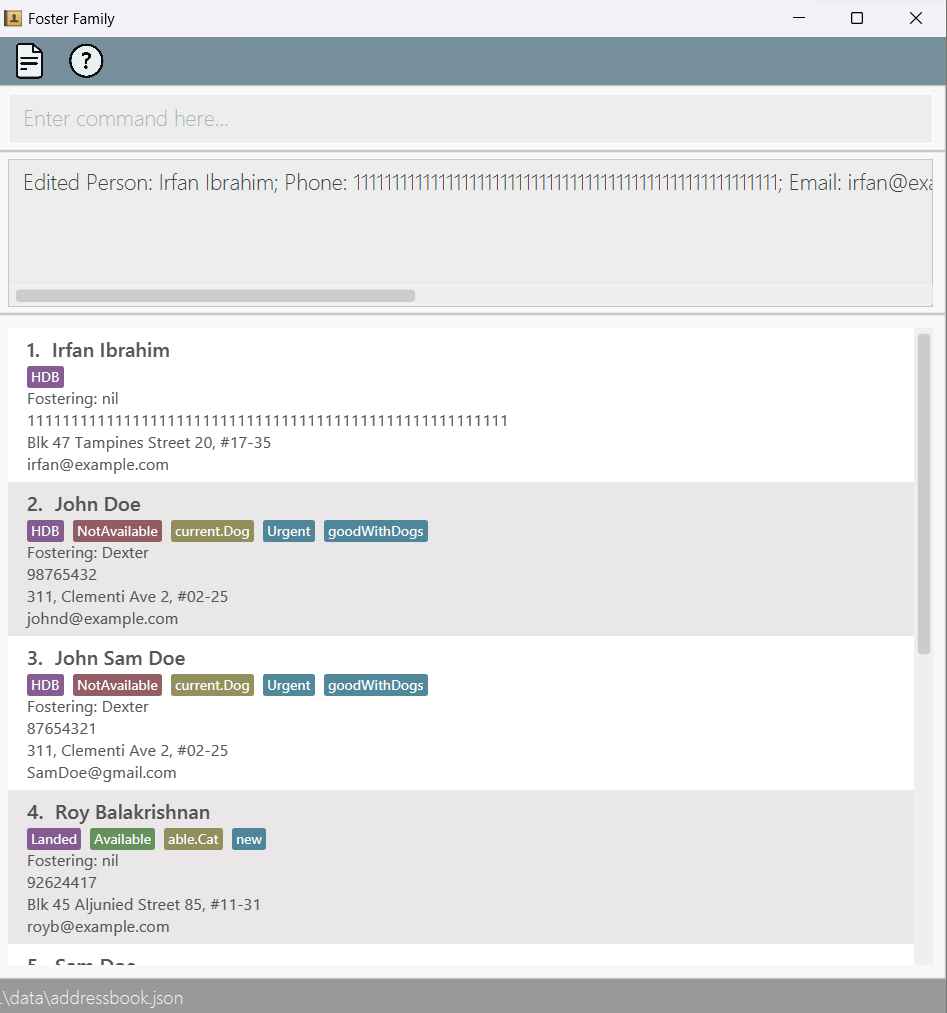 Foster Family
?
Enter command here...
Edited Person: Irfan Ibrahim; Phone: 1111111111111111111111111111111111111111111111111111111; Email: irfan@exa
1. Irfan Ibrahim
HDB
Fostering: nil
1111111111111111111111111111111111111111111111111111111
Blk 47 Tampines Street 20, #17-35
irfan@example.com
2. John Doe
HDB NotAvailable current.Dog Urgent goodWithDogs
Fostering: Dexter
98765432
311, Clementi Ave 2, #02-25
johnd@example.com
3. John Sam Doe
HDB NotAvailable current.Dog Urgent goodWithDogs
Fostering: Dexter
87654321
311, Clementi Ave 2, #02-25
SamDoe@gmail.com
4. Roy Balakrishnan
Landed Available able.Cat new
Fostering: nil
92624417
Blk 45 Aljunied Street 85, #11-31
royb@example.com
5. Sam Doe
.\data\addressbook.json